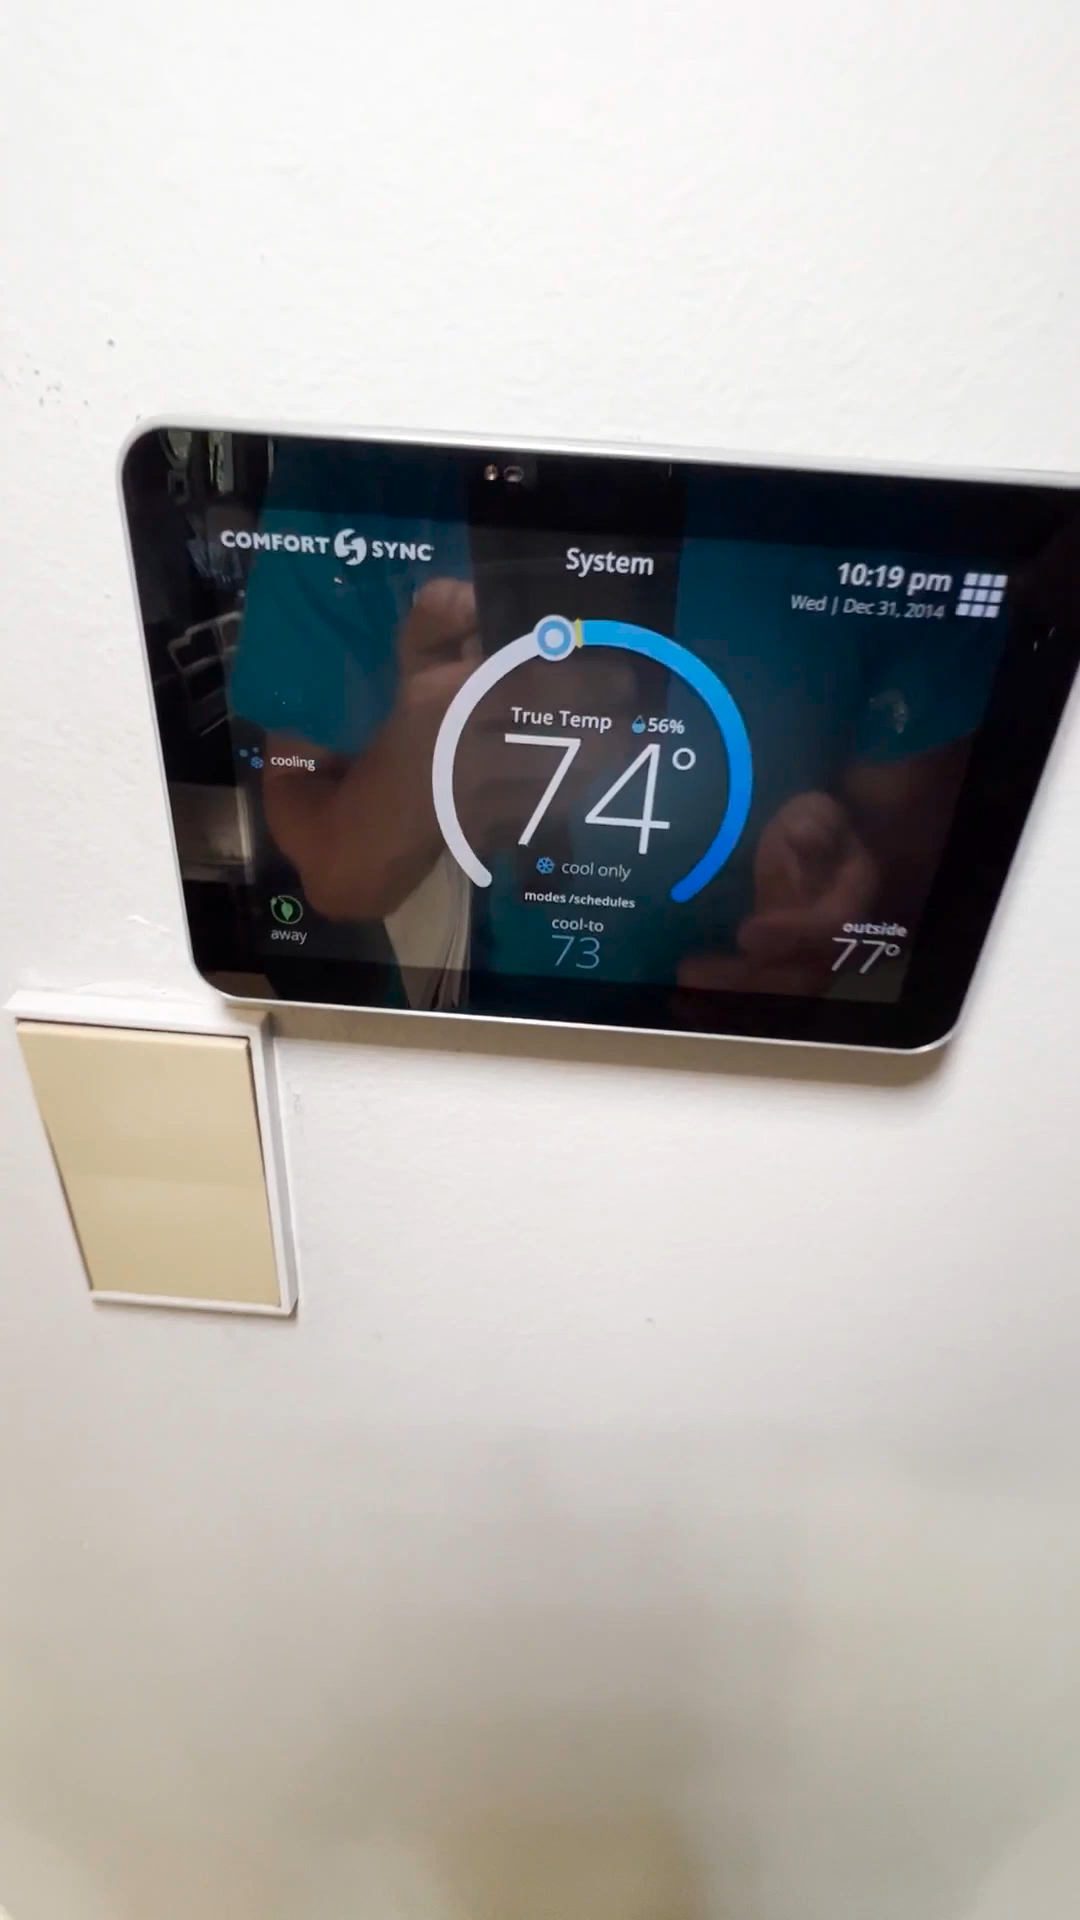 COMFORT SYNC
System
10:19 pm
Wed | Dec 31, 2014
True Temp 56%
74°
cooling
cool only
modes /schedules
away
cool-to
73
outside
77°